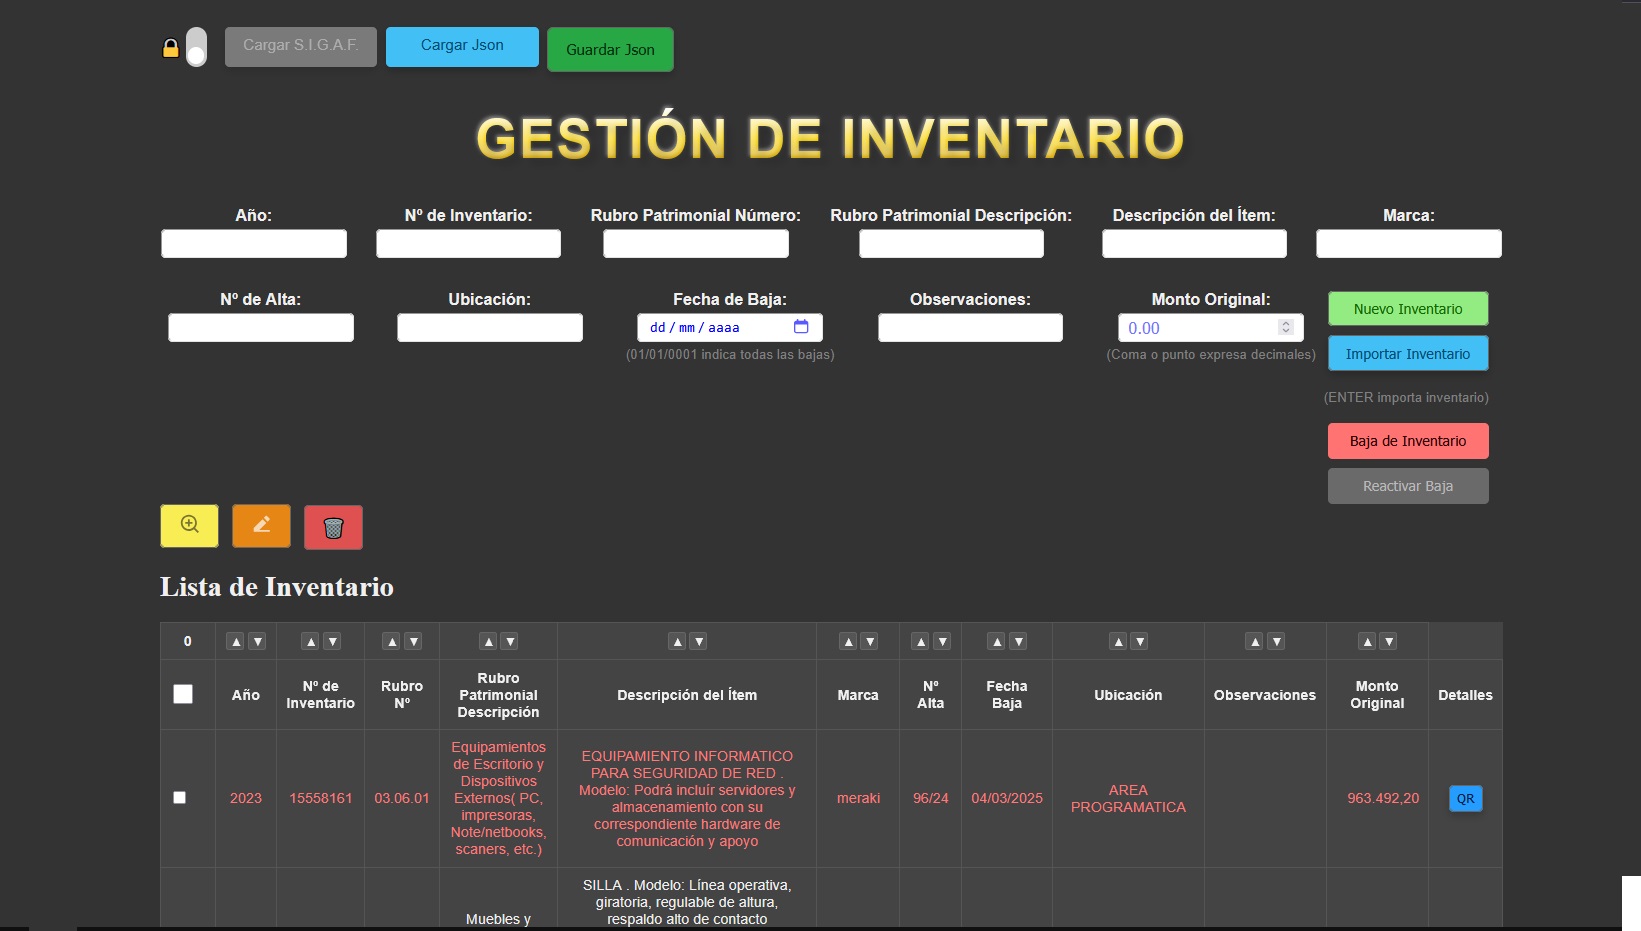 Cargar S.I.G.A.F.
Cargar Json
Guardar Json
GESTIÓN DE INVENTARIO
Año:
Nº de Inventario:
Rubro Patrimonial Número:
Rubro Patrimonial Descripción:
Descripción del Ítem:
Marca:
Nº de Alta:
Ubicación:
Fecha de Baja:
dd / mm / aaaa
(01/01/0001 indica todas las bajas)
Observaciones:
Monto Original:
0.00
(Coma o punto expresa decimales)
Nuevo Inventario
Importar Inventario
(ENTER importa inventario)
Baja de Inventario
Reactivar Baja
Lista de Inventario
0
Año
Nº de
Inventario
Rubro
Nº
Rubro
Patrimonial
Descripción
Descripción del Ítem
Marca
Nº
Alta
Fecha
Baja
Ubicación
Observaciones
Monto
Original
Detalles
2023
15558161
03.06.01
Equipamientos
de Escritorio y
Dispositivos
Externos( PC,
impresoras,
Note/netbooks,
scaners, etc.)
EQUIPAMIENTO INFORMATICO
PARA SEGURIDAD DE RED .
Modelo: Podrá incluír servidores y
almacenamiento con su
correspondiente hardware de
comunicación y apoyo
meraki
96/24
04/03/2025
AREA
PROGRAMATICA
963.492,20
QR
Muebles y
SILLA . Modelo: Línea operativa,
giratoria, regulable de altura,
respaldo alto de contacto